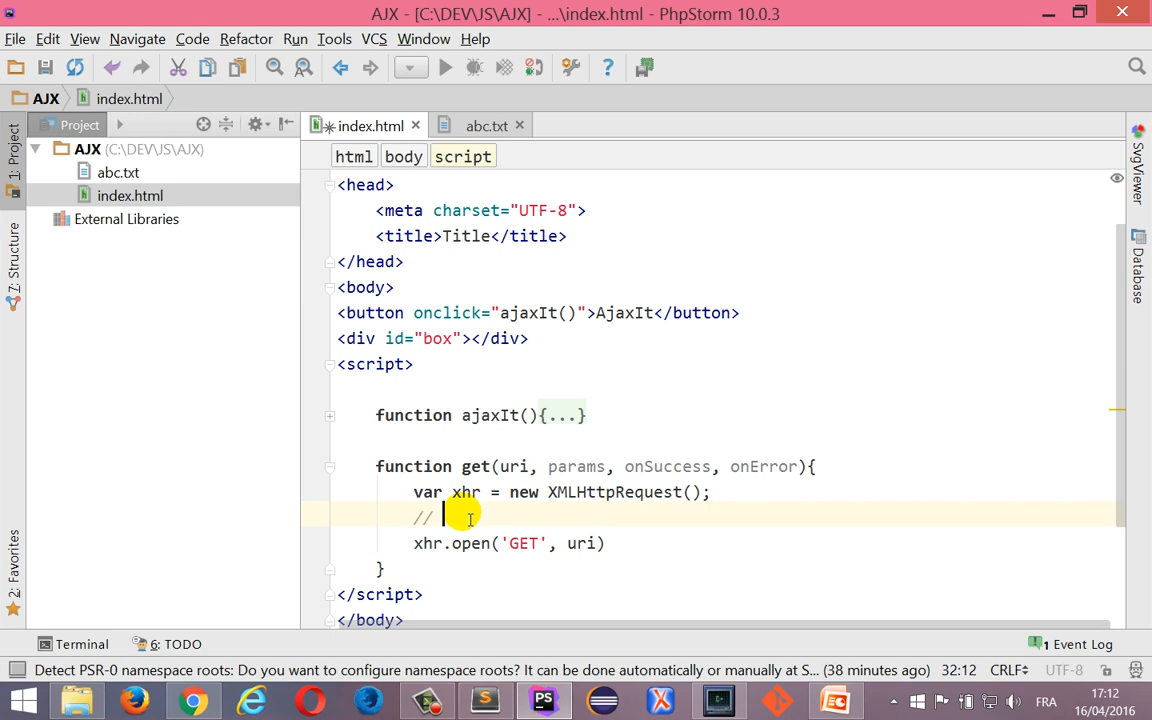 AJX - [C:\DEV\JS\AJX] - ...\index.html - PhpStorm 10.0.3
File Edit View Navigate Code Refactor Run Tools VCS Window Help
AJX index.html
1: Project
7: Structure
2: Favorites
Project
AJX (C:\DEV\JS\AJX)
abc.txt
index.html
External Libraries
index.html abc.txt
html body script
<head>
<meta charset="UTF-8">
<title>Title</title>
</head>
<body>
<button onclick="ajaxIt()">AjaxIt</button>
<div id="box"></div>
<script>
function ajaxIt(){...}
function get(uri, params, onSuccess, onError){
var xhr = new XMLHttpRequest();
//
xhr.open('GET', uri)
}
</script>
</body>
SvgViewer
Database
Terminal 6: TODO 1 Event Log
Detect PSR-0 namespace roots: Do you want to configure namespace roots? It can be done automatically or manually at S... (38 minutes ago) 32:12 CRLF UTF-8
FRA 17:12
16/04/2016